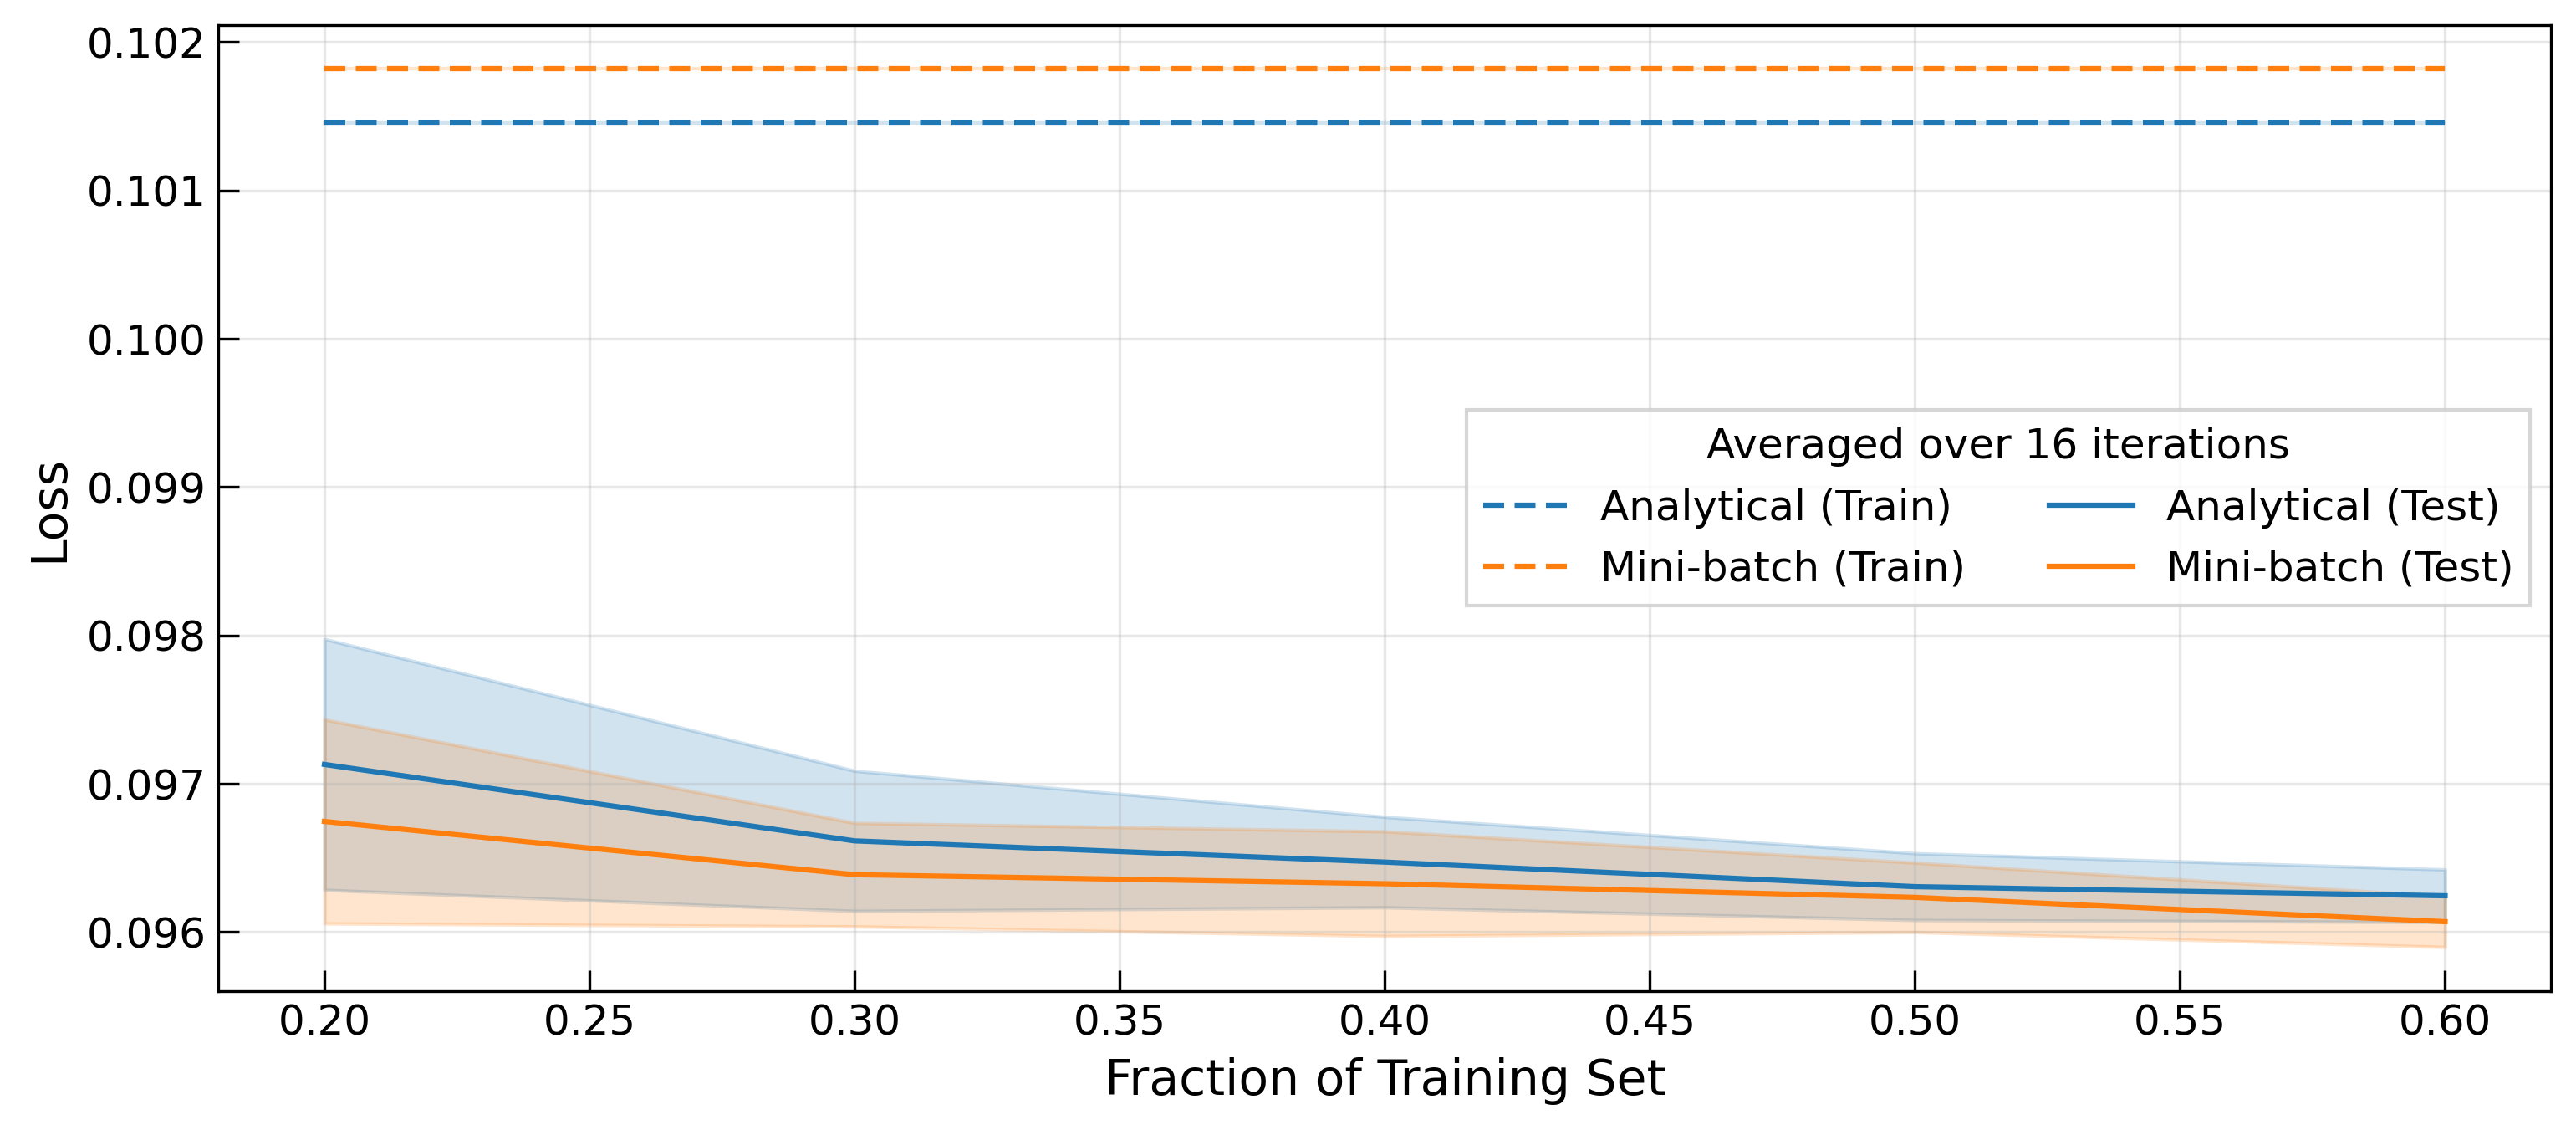 0.102
0.101
0.100
0.099
0.098
0.097
0.096
Loss
Averaged over 16 iterations
Analytical (Train) Analytical (Test)
Mini-batch (Train) Mini-batch (Test)
0.20 0.25 0.30 0.35 0.40 0.45 0.50 0.55 0.60
Fraction of Training Set